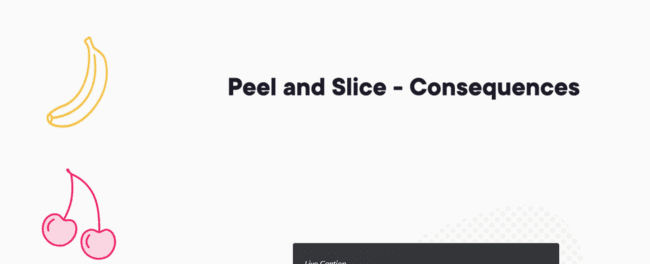 Peel and Slice - Consequences
Live Caption